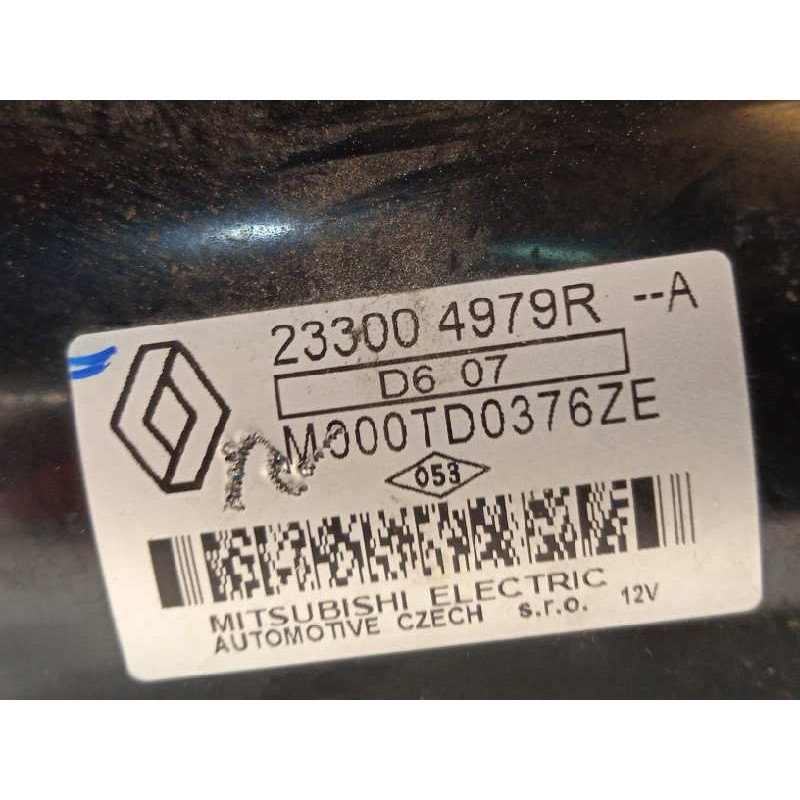 23300 4979R --A
D6 07
M000TD0376ZE
053
MITSUBISHI ELECTRIC
AUTOMOTIVE CZECH s.r.o. 12V